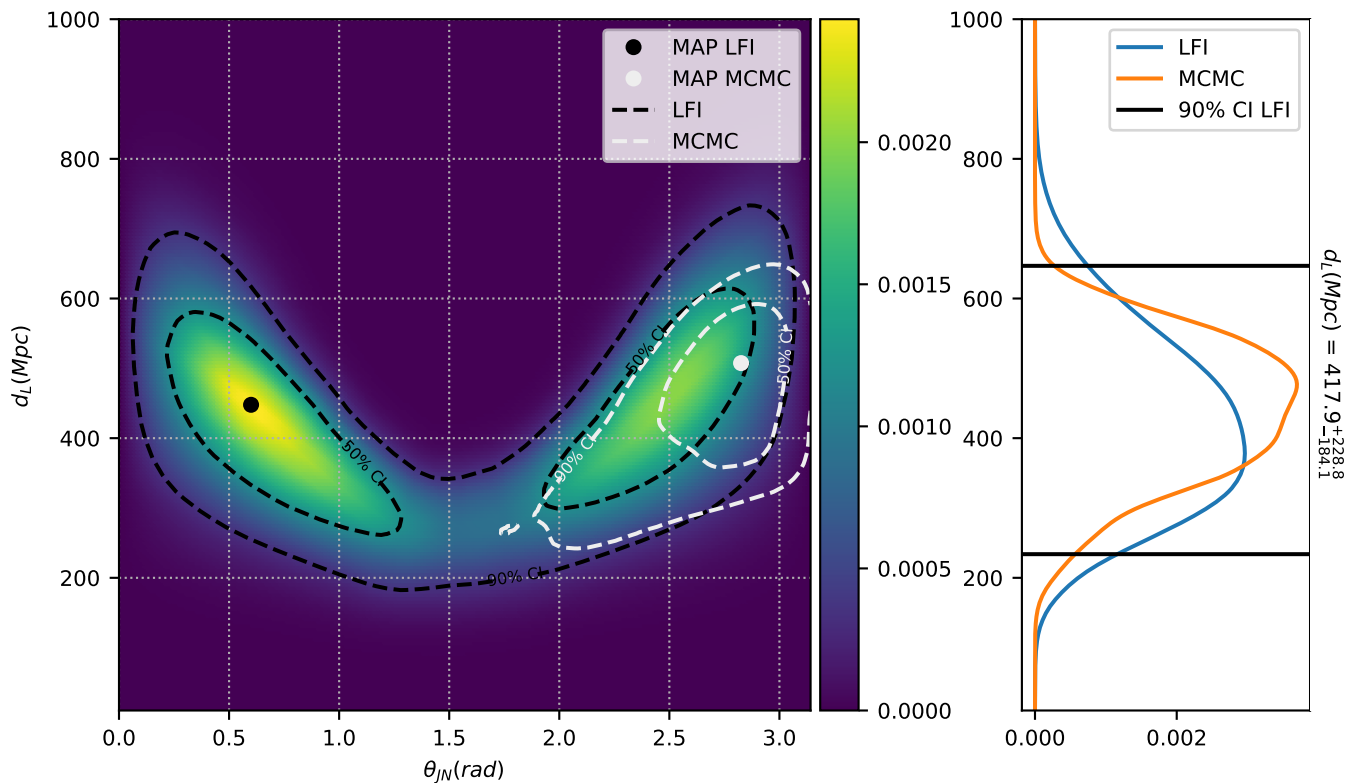 1000
800
600
400
200
d_L(Mpc)
0.0 0.5 1.0 1.5 2.0 2.5 3.0
θ_JN(rad)
MAP LFI
MAP MCMC
LFI
MCMC
50% CI
90% CI
50% CI
90% CI
50% CI
0.0020
0.0015
0.0010
0.0005
0.0000
1000
800
600
400
200
0.000 0.002
LFI
MCMC
90% CI LFI
d_L(Mpc) = 417.9^{+228.8}_{-184.1}